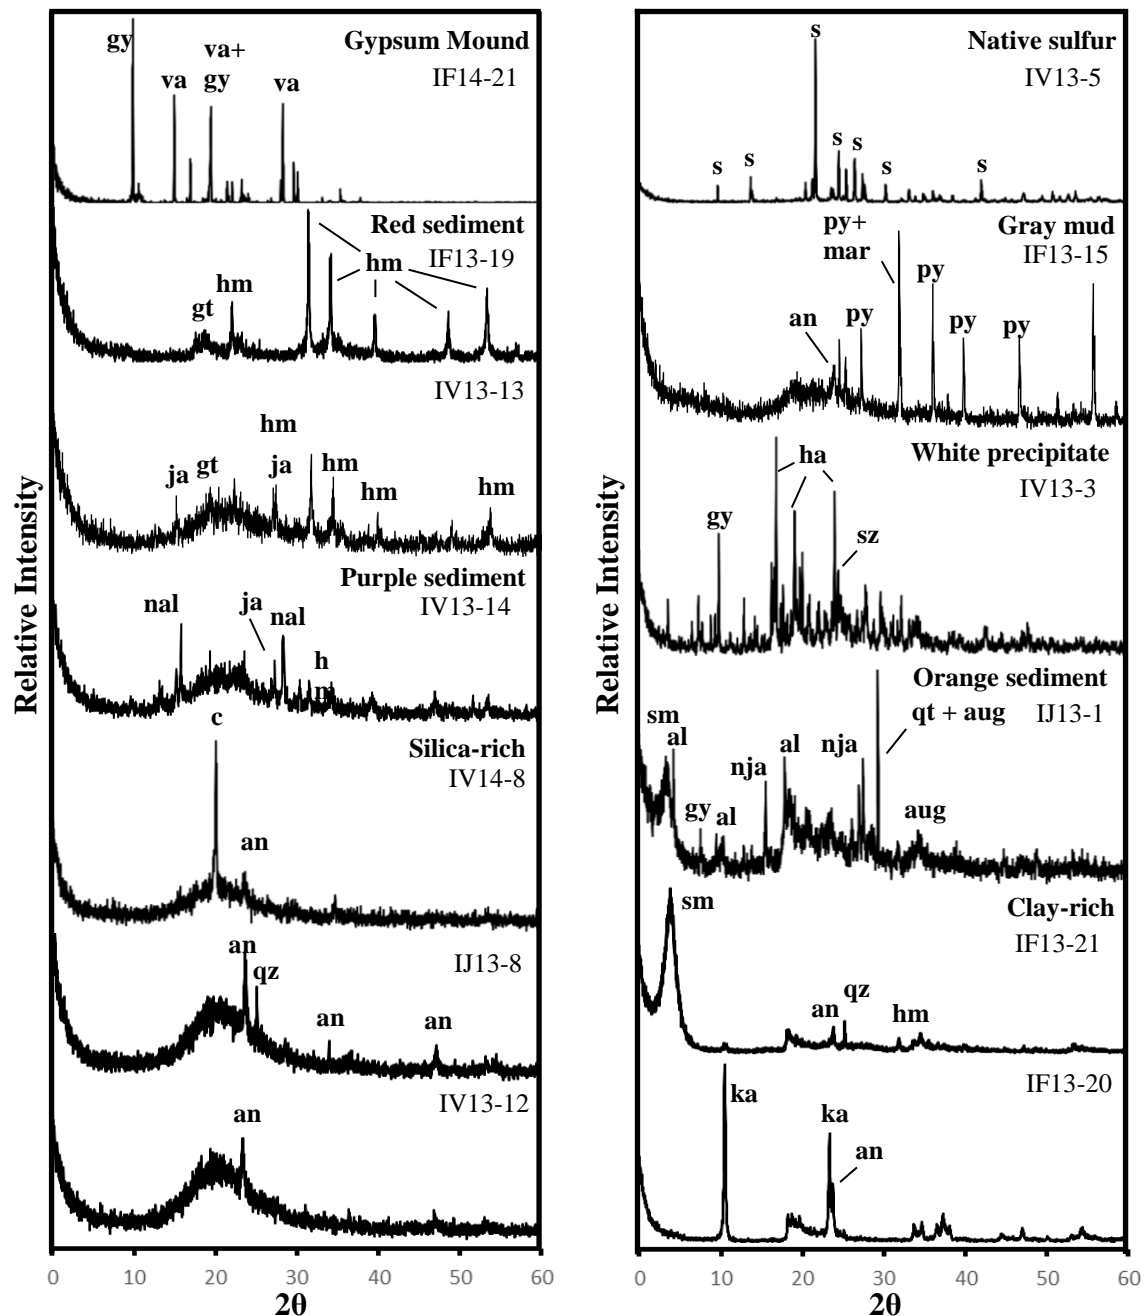 Gypsum Mound
IF14-21
gy
va
va+
gy
va
Red sediment
IF13-19
gt
hm
hm
IV13-13
ja
gt
hm
ja
hm
hm
hm
Purple sediment
IV13-14
nal
ja
nal
h
m
Silica-rich
IV14-8
c
an
IJ13-8
an
qz
an
an
IV13-12
an
Relative Intensity
0 10 20 30 40 50 60
2θ
Native sulfur
IV13-5
s
s
s
s
s
s
s
Gray mud
IF13-15
py+
mar
an
py
py
py
py
White precipitate
IV13-3
gy
ha
sz
Orange sediment
IJ13-1
sm
al
gy
al
nja
al
nja
qt + aug
aug
Clay-rich
IF13-21
sm
an
qz
hm
IF13-20
ka
ka
an
Relative Intensity
0 10 20 30 40 50 60
2θ